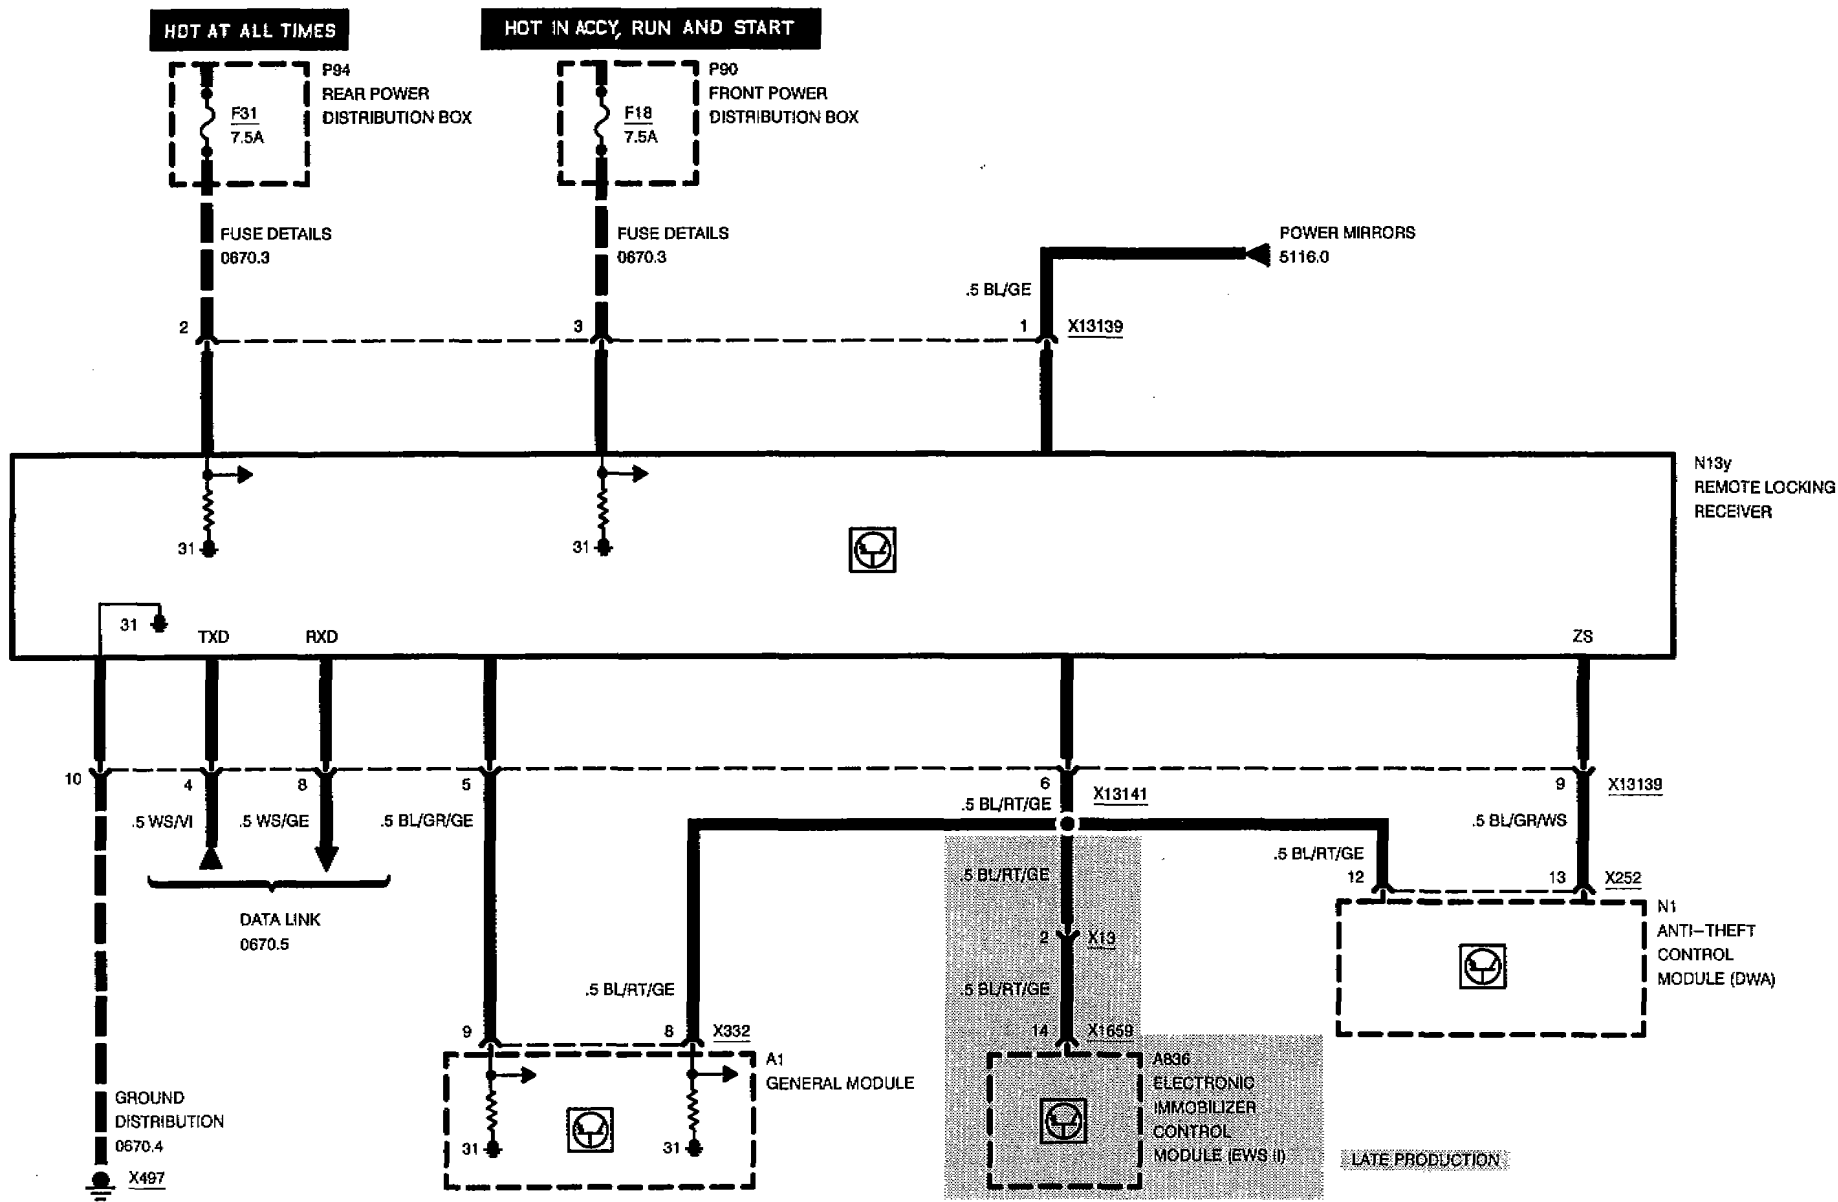 HOT AT ALL TIMES
HOT IN ACCY, RUN AND START
P94
REAR POWER
DISTRIBUTION BOX
F31
7.5A
P90
FRONT POWER
DISTRIBUTION BOX
F18
7.5A
FUSE DETAILS
0670.3
FUSE DETAILS
0670.3
POWER MIRRORS
5116.0
.5 BL/GE
2
3
1
X13139
N13y
REMOTE LOCKING
RECEIVER
31
31
31
TXD
RXD
ZS
10
4
8
5
6
X13141
9
X13139
.5 WS/VI
.5 WS/GE
.5 BL/GR/GE
.5 BL/RT/GE
.5 BL/GR/WS
DATA LINK
0670.5
.5 BL/RT/GE
.5 BL/RT/GE
12
13
X252
N1
ANTI-THEFT
CONTROL
MODULE (DWA)
2
X13
.5 BL/RT/GE
.5 BL/RT/GE
9
8
X332
14
X1659
A1
GENERAL MODULE
31
31
A836
ELECTRONIC
IMMOBILIZER
CONTROL
MODULE (EWS II)
LATE PRODUCTION
GROUND
DISTRIBUTION
0670.4
X497